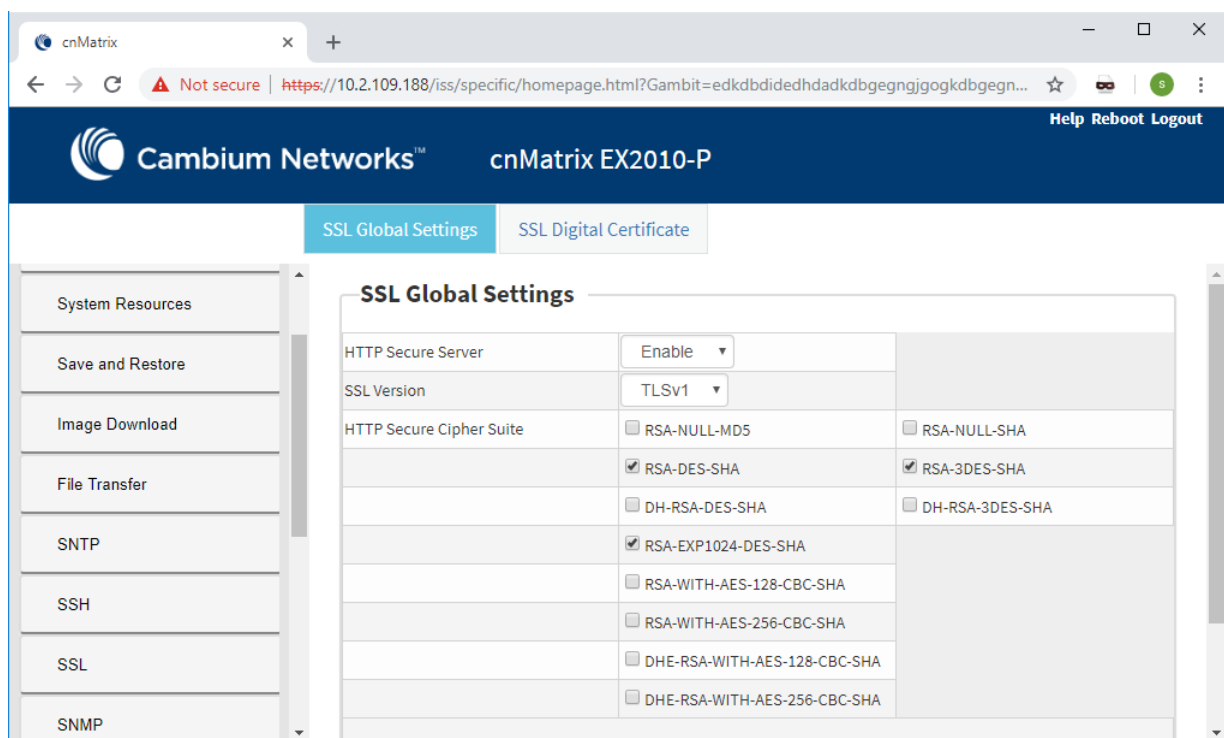 cnMatrix
Not secure | https://10.2.109.188/iss/specific/homepage.html?Gambit=edkdbdidedhdadkdbgegngjgogkdbgegn... s
Help Reboot Logout
Cambium Networks™ cnMatrix EX2010-P
SSL Global Settings SSL Digital Certificate
System Resources
Save and Restore
Image Download
File Transfer
SNTP
SSH
SSL
SNMP
SSL Global Settings
HTTP Secure Server Enable
SSL Version TLSv1
HTTP Secure Cipher Suite RSA-NULL-MD5 RSA-NULL-SHA
RSA-DES-SHA RSA-3DES-SHA
DH-RSA-DES-SHA DH-RSA-3DES-SHA
RSA-EXP1024-DES-SHA
RSA-WITH-AES-128-CBC-SHA
RSA-WITH-AES-256-CBC-SHA
DHE-RSA-WITH-AES-128-CBC-SHA
DHE-RSA-WITH-AES-256-CBC-SHA